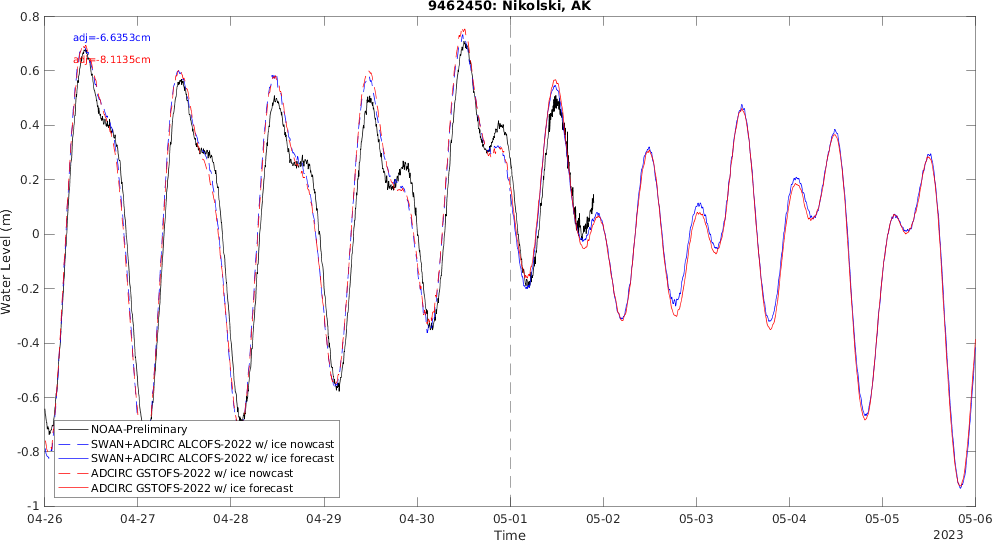 9462450: Nikolski, AK
adj=-6.6353cm
adj=-8.1135cm
0.8
0.6
0.4
0.2
0
-0.2
-0.4
-0.6
-0.8
-1
Water Level (m)
NOAA-Preliminary
SWAN+ADCIRC ALCOFS-2022 w/ ice nowcast
SWAN+ADCIRC ALCOFS-2022 w/ ice forecast
ADCIRC GSTOFS-2022 w/ ice nowcast
ADCIRC GSTOFS-2022 w/ ice forecast
04-26 04-27 04-28 04-29 04-30 05-01 05-02 05-03 05-04 05-05 05-06
Time
2023